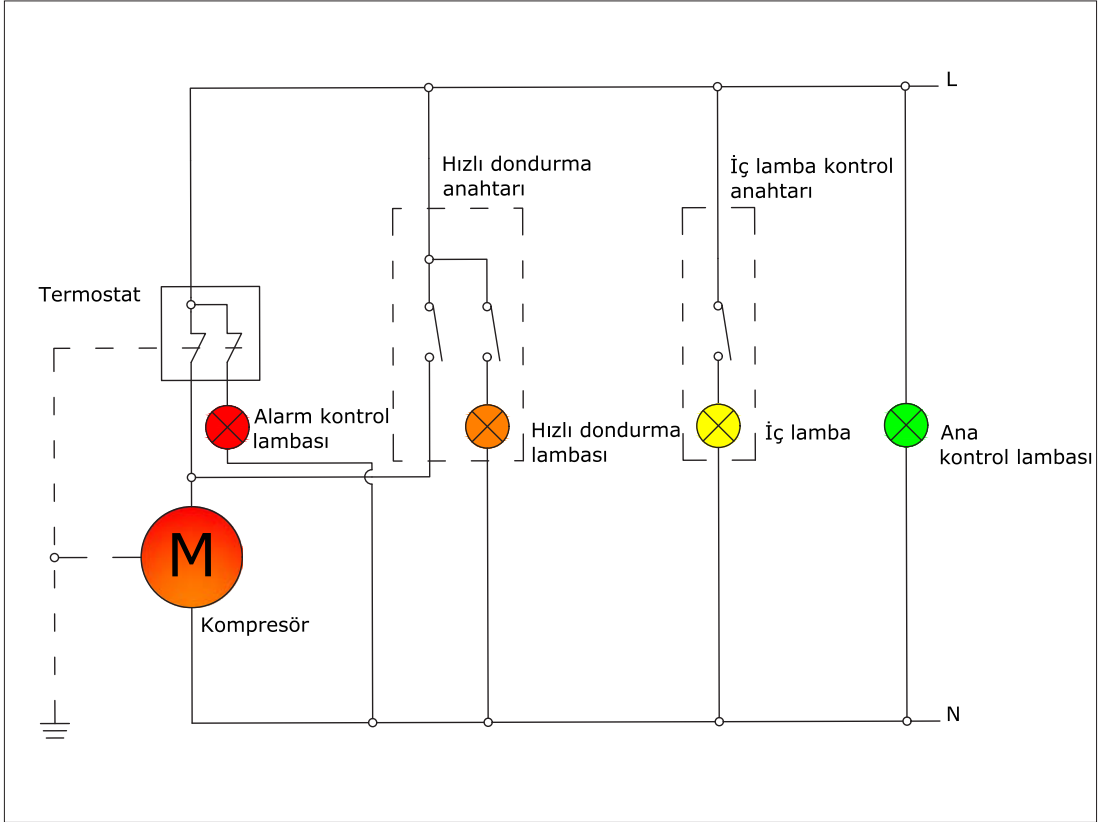 L
Hızlı dondurma
anahtarı
İç lamba kontrol
anahtarı
Termostat
Alarm kontrol
lambası
Hızlı dondurma
lambası
İç lamba
Ana
kontrol lambası
M
Kompresör
N